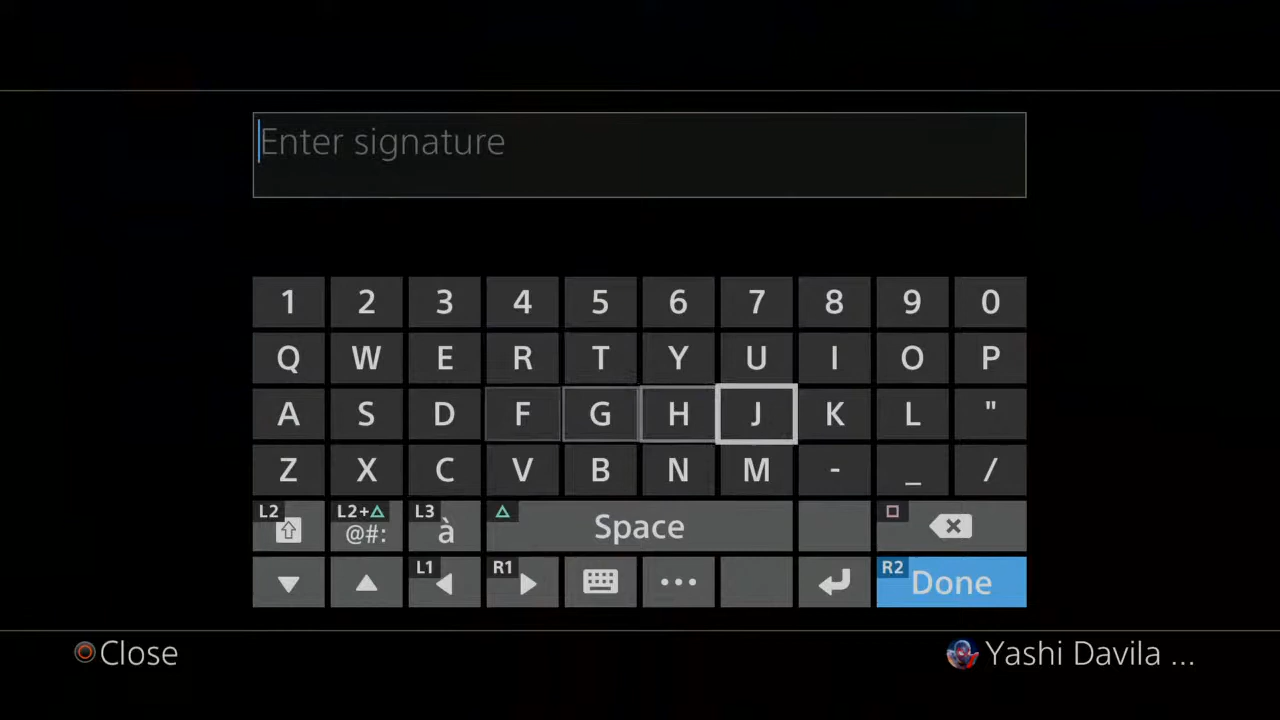 Enter signature
1 2 3 4 5 6 7 8 9 0
Q W E R T Y U I O P
A S D F G H J K L "
Z X C V B N M - _ /
L2 L2+△ @#: L3 à △ Space □
L1 R1 ... R2 Done
Close Yashi Davila ...